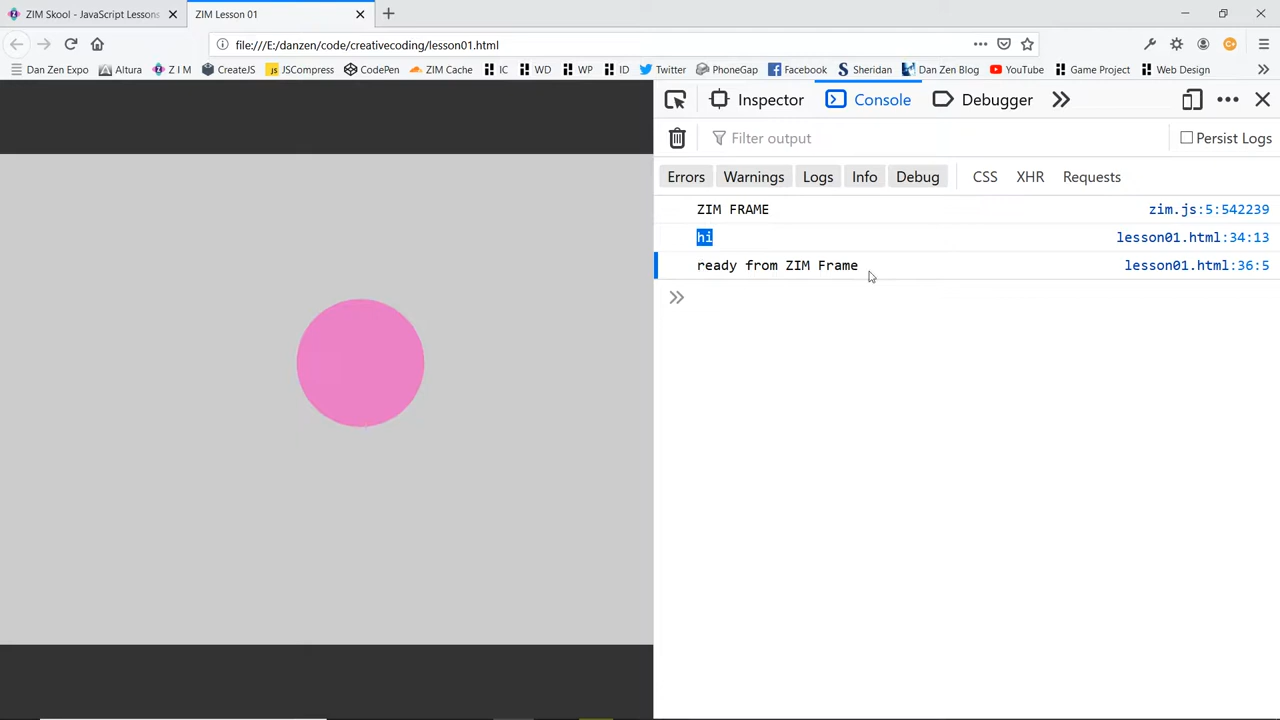 ZIM Skool - JavaScript Lessons
ZIM Lesson 01
file:///E:/danzen/code/creativecoding/lesson01.html
Dan Zen Expo Altura Z I M CreateJS JSCompress CodePen ZIM Cache IC WD WP ID Twitter PhoneGap Facebook Sheridan Dan Zen Blog YouTube Game Project Web Design
Inspector Console Debugger
Filter output Persist Logs
Errors Warnings Logs Info Debug CSS XHR Requests
ZIM FRAME zim.js:5:542239
hi lesson01.html:34:13
ready from ZIM Frame lesson01.html:36:5